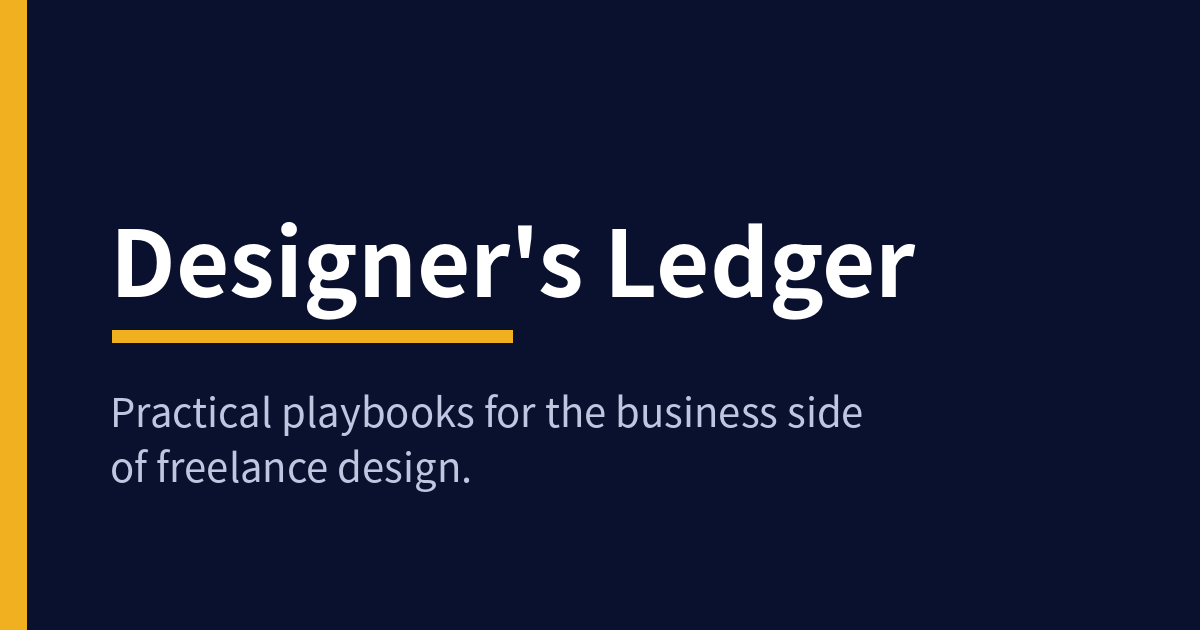 Designer's Ledger
Practical playbooks for the business side
of freelance design.